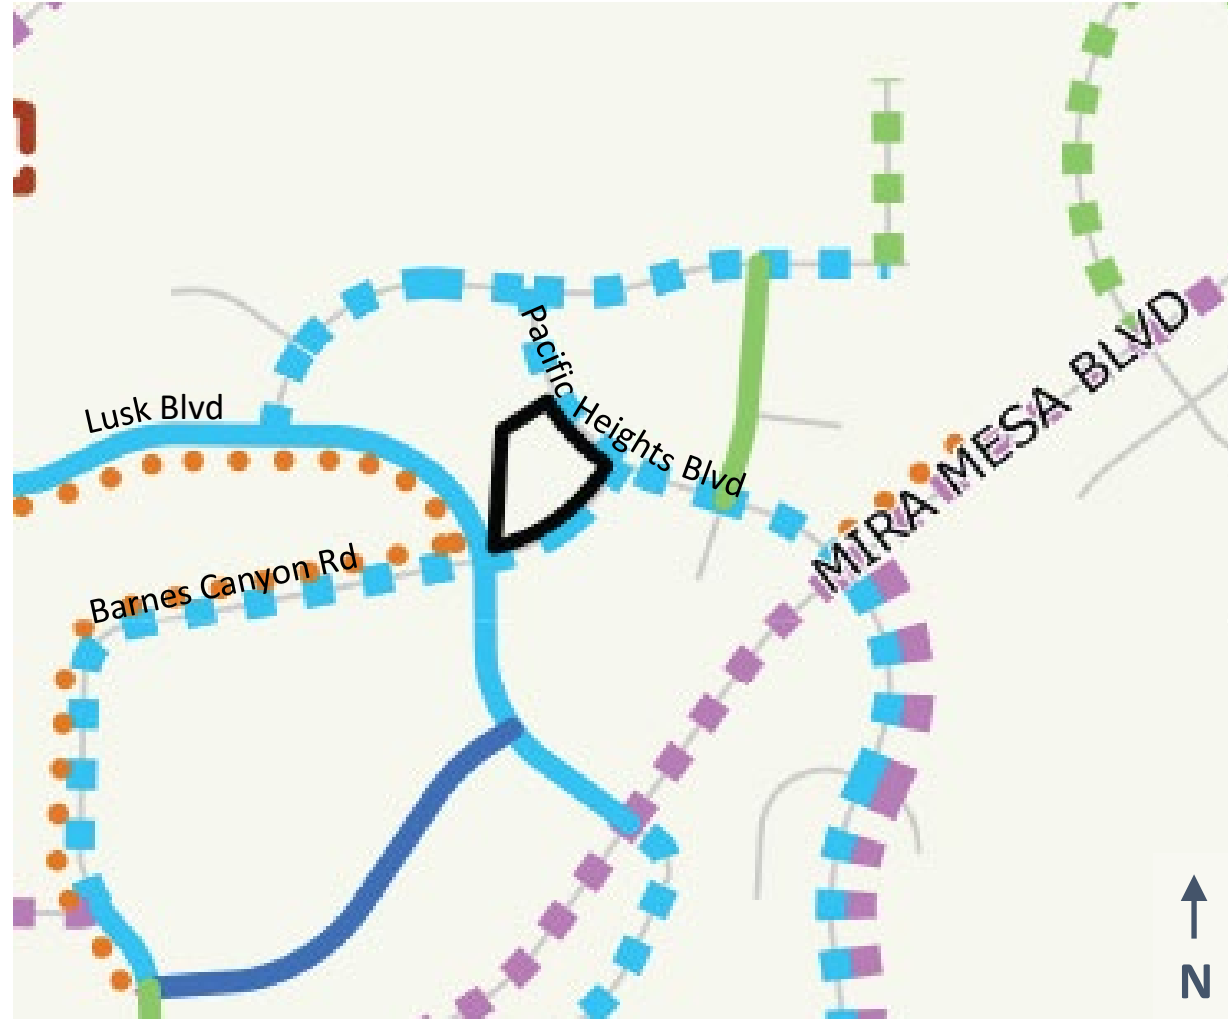 Pacific Heights Blvd
Lusk Blvd
MIRA MESA BLVD
Barnes Canyon Rd
N